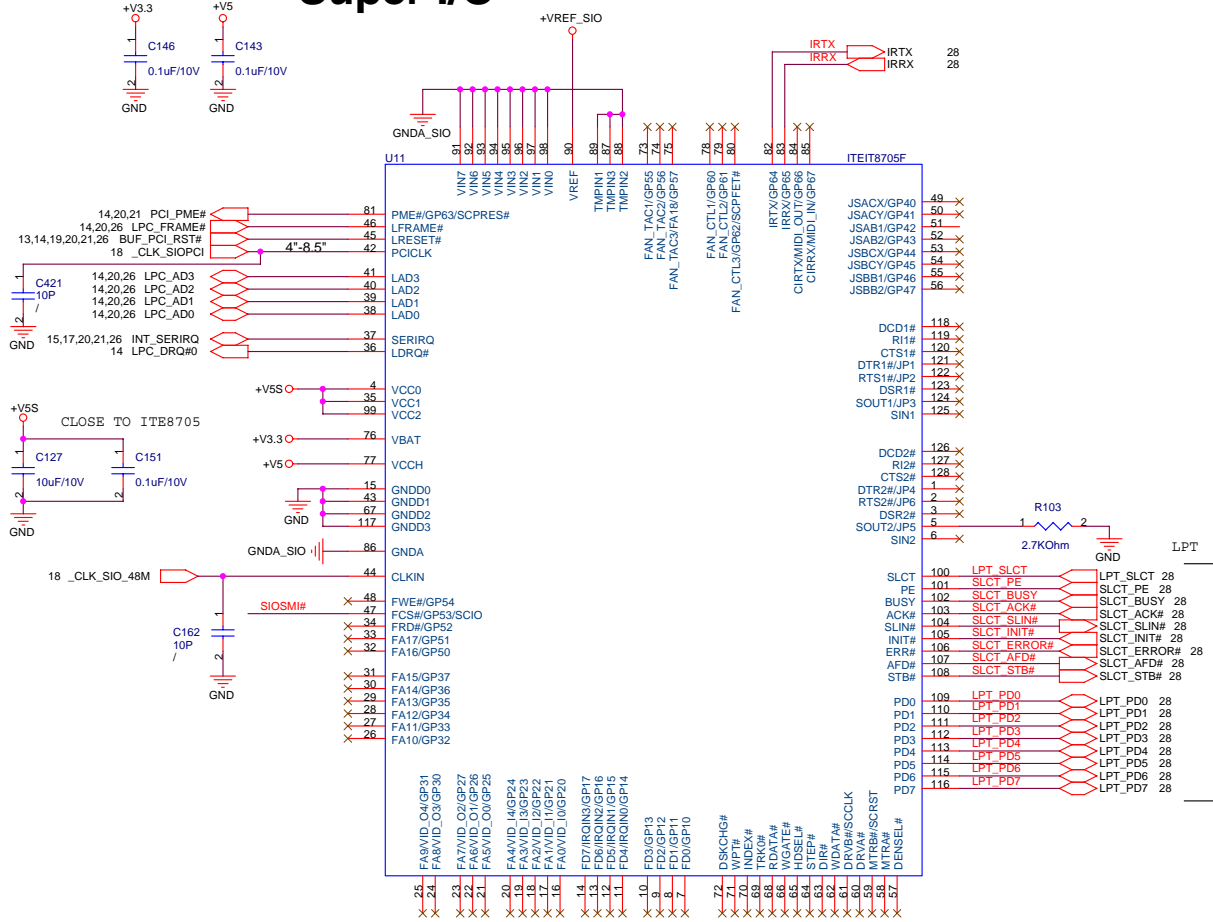 Super I/O
+V3.3
+V5
+VREF_SIO
1
C146
0.1uF/10V
2
GND
1
C143
0.1uF/10V
2
GND
IRTX
IRTX 28
IRRX
IRRX 28
GNDA_SIO
91 92 93 94 95 96 97 98 90 89 87 88 73 74 75 78 79 80 82 83 84 85
U11
ITEIT8705F
VIN7
VIN6
VIN5
VIN4
VIN3
VIN2
VIN1
VIN0
VREF
TMPIN1
TMPIN3
TMPIN2
FAN_TAC1/GP55
FAN_TAC2/GP56
FAN_TAC3/FA18/GP57
FAN_CTL1/GP60
FAN_CTL2/GP61
FAN_CTL3/GP62/SCPFET#
IRTX/GP64
IRRX/GP65
CIRTX/MIDI_OUT/GP66
CIRRX/MIDI_IN/GP67
14,20,21 PCI_PME# 81 PME#/GP63/SCPRES#
14,20,26 LPC_FRAME# 46 LFRAME#
13,14,19,20,21,26 BUF_PCI_RST# 45 LRESET#
18 _CLK_SIOPCI 4"-8.5" 42 PCICLK
14,20,26 LPC_AD3 41 LAD3
14,20,26 LPC_AD2 40 LAD2
14,20,26 LPC_AD1 39 LAD1
14,20,26 LPC_AD0 38 LAD0
15,17,20,21,26 INT_SERIRQ 37 SERIRQ
14 LPC_DRQ#0 36 LDRQ#
1
C421
10P
/
2
GND
+V5S 4 VCC0
35 VCC1
99 VCC2
+V3.3 76 VBAT
+V5 77 VCCH
15 GNDD0
43 GNDD1
67 GNDD2
117 GNDD3
GND
GNDA_SIO 86 GNDA
+V5S
CLOSE TO ITE8705
1
C127
10uF/10V
2
1
C151
0.1uF/10V
2
GND
18 _CLK_SIO_48M 44 CLKIN
48 FWE#/GP54
SIOSMI# 47 FCS#/GP53/SCIO
34 FRD#/GP52
33 FA17/GP51
32 FA16/GP50
1
C162
10P
/
2
GND
31 FA15/GP37
30 FA14/GP36
29 FA13/GP35
28 FA12/GP34
27 FA11/GP33
26 FA10/GP32
JSACX/GP40 49
JSACY/GP41 50
JSAB1/GP42 51
JSAB2/GP43 52
JSBCX/GP44 53
JSBCY/GP45 54
JSBB1/GP46 55
JSBB2/GP47 56
DCD1# 118
RI1# 119
CTS1# 120
DTR1#/JP1 121
RTS1#/JP2 122
DSR1# 123
SOUT1/JP3 124
SIN1 125
DCD2# 126
RI2# 127
CTS2# 128
DTR2#/JP4 1
RTS2#/JP6 2
DSR2# 3
SOUT2/JP5 5
SIN2 6
R103
1 2
2.7KOhm
GND
LPT
SLCT 100 LPT_SLCT LPT_SLCT 28
PE 101 SLCT_PE SLCT_PE 28
BUSY 102 SLCT_BUSY SLCT_BUSY 28
ACK# 103 SLCT_ACK# SLCT_ACK# 28
SLIN# 104 SLCT_SLIN# SLCT_SLIN# 28
INIT# 105 SLCT_INIT# SLCT_INIT# 28
ERR# 106 SLCT_ERROR# SLCT_ERROR# 28
AFD# 107 SLCT_AFD# SLCT_AFD# 28
STB# 108 SLCT_STB# SLCT_STB# 28
PD0 109 LPT_PD0 LPT_PD0 28
PD1 110 LPT_PD1 LPT_PD1 28
PD2 111 LPT_PD2 LPT_PD2 28
PD3 112 LPT_PD3 LPT_PD3 28
PD4 113 LPT_PD4 LPT_PD4 28
PD5 114 LPT_PD5 LPT_PD5 28
PD6 115 LPT_PD6 LPT_PD6 28
PD7 116 LPT_PD7 LPT_PD7 28
FA9/VID_O4/GP31
FA8/VID_O3/GP30
FA7/VID_O2/GP27
FA6/VID_O1/GP26
FA5/VID_O0/GP25
FA4/VID_I4/GP24
FA3/VID_I3/GP23
FA2/VID_I2/GP22
FA1/VID_I1/GP21
FA0/VID_I0/GP20
FD7/IRQIN3/GP17
FD6/IRQIN2/GP16
FD5/IRQIN1/GP15
FD4/IRQIN0/GP14
FD3/GP13
FD2/GP12
FD1/GP11
FD0/GP10
DSKCHG#
WPT#
INDEX#
TRK0#
RDATA#
WGATE#
HDSEL#
STEP#
DIR#
WDATA#
DRVB#/SCCLK
DRVA#
MTRB#/SCRST
MTRA#
DENSEL#
25 24 23 22 21 20 19 18 17 16 14 13 12 11 10 9 8 7 72 71 70 69 68 66 65 64 63 62 61 60 59 58 57